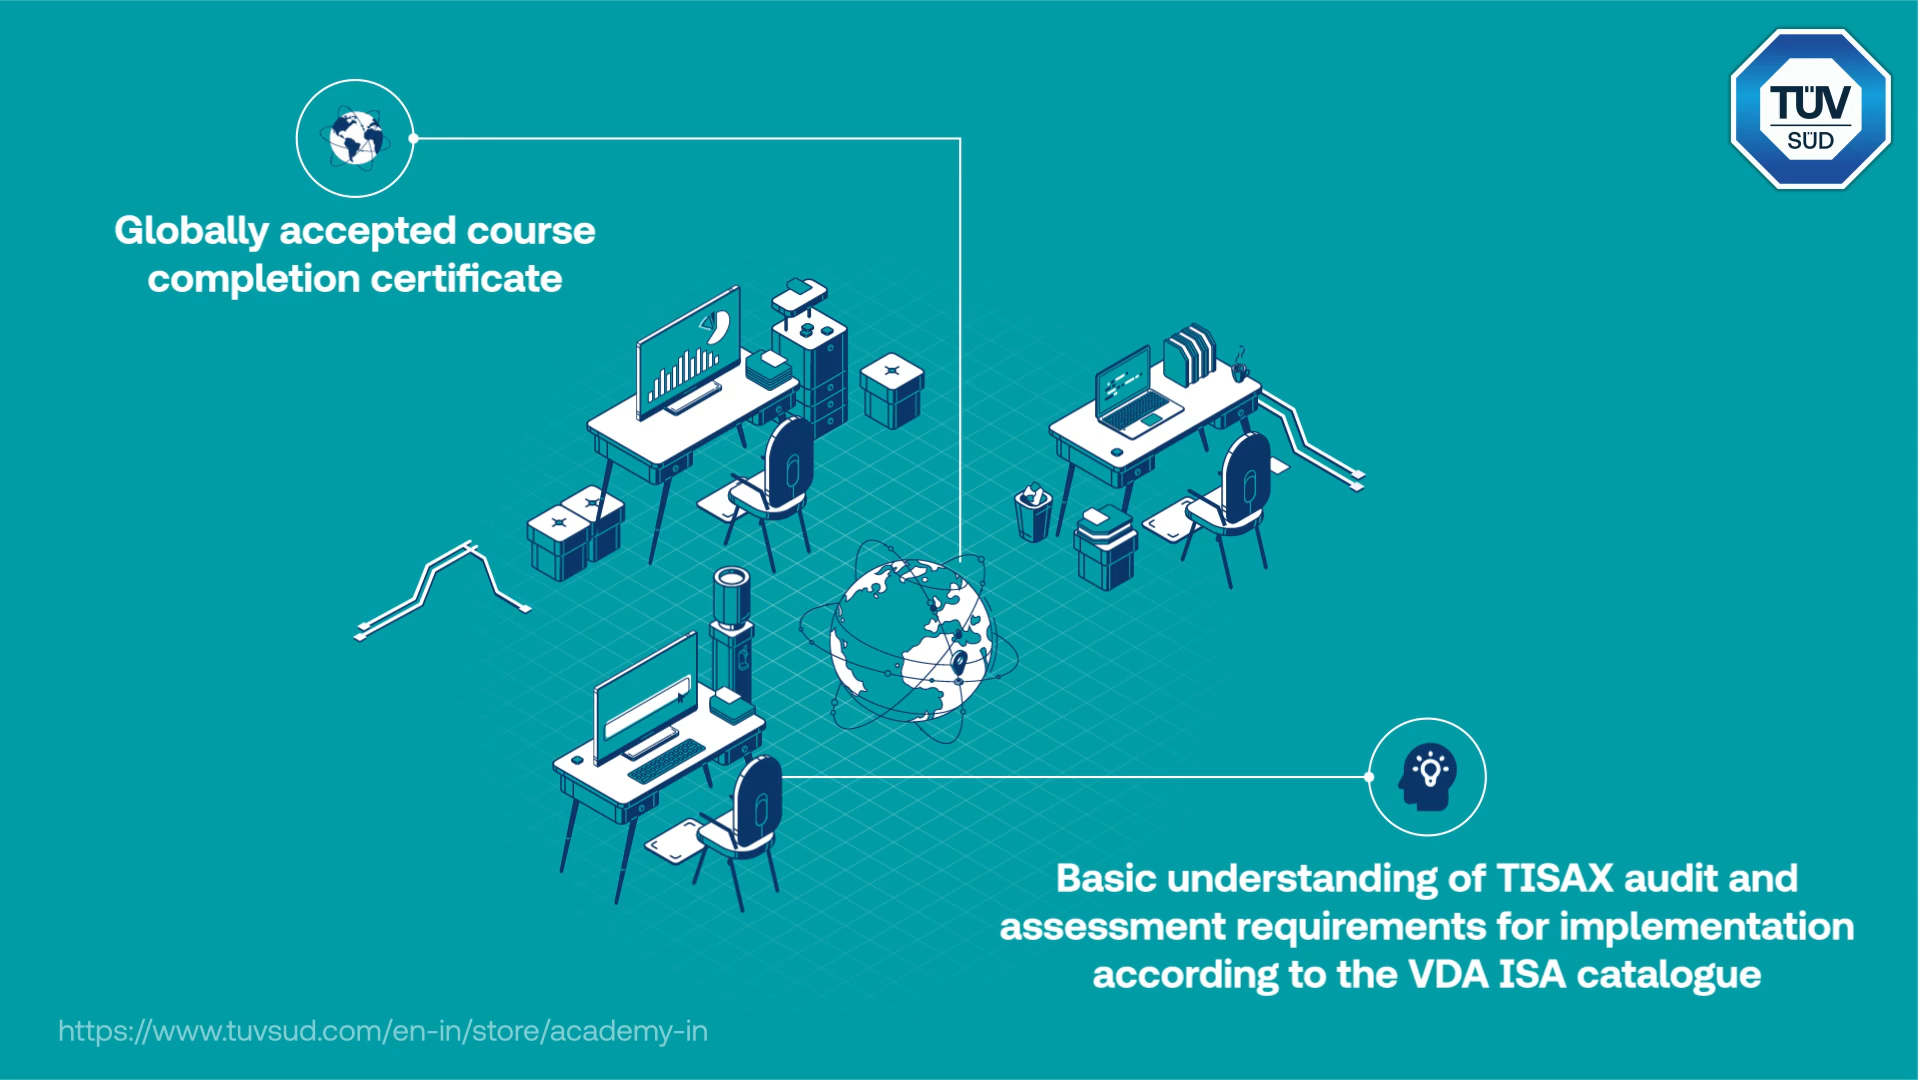 TÜV
SÜD
Globally accepted course
completion certificate
Basic understanding of TISAX audit and
assessment requirements for implementation
according to the VDA ISA catalogue
https://www.tuvsud.com/en-in/store/academy-in